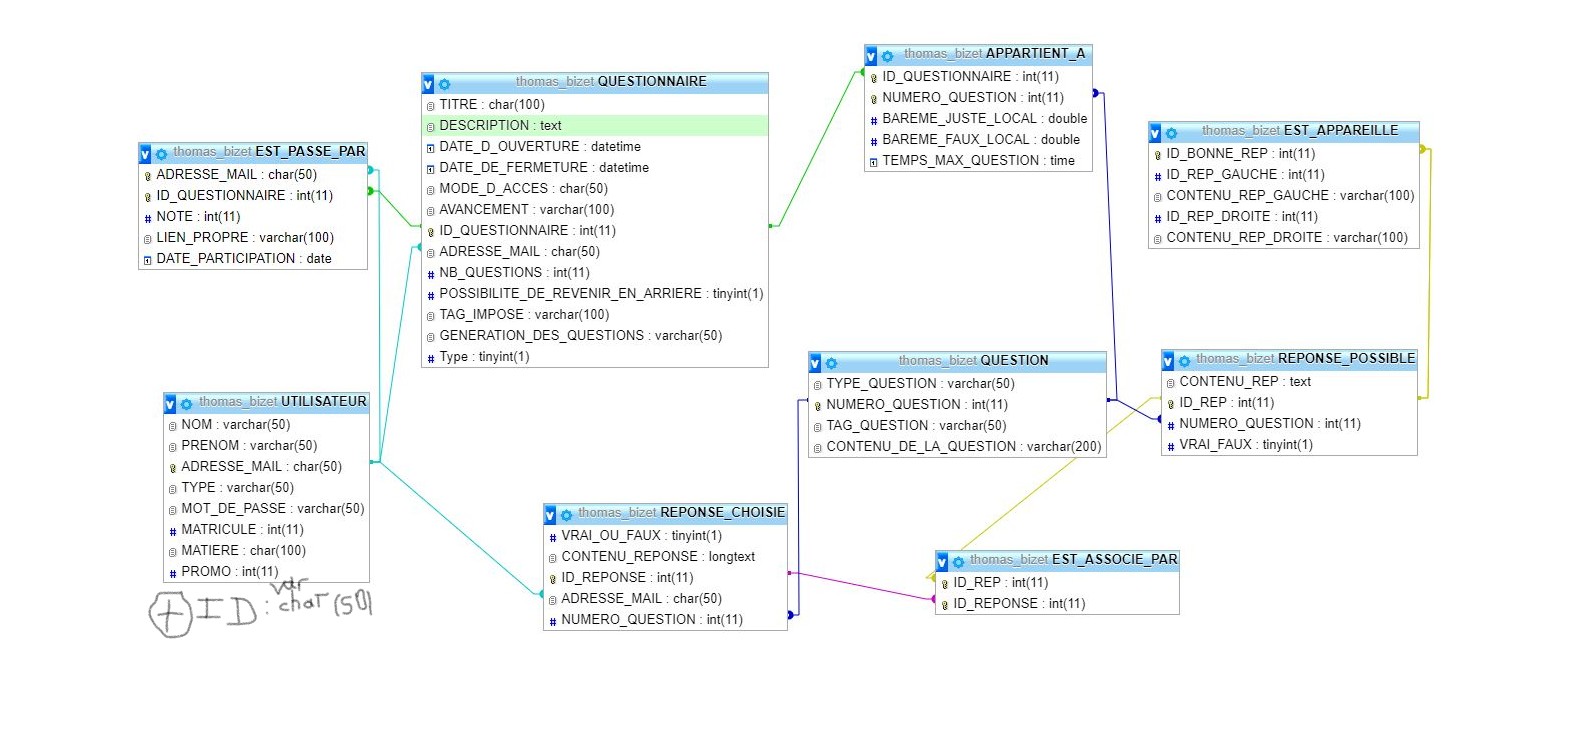 thomas_bizet EST_PASSE_PAR
ADRESSE_MAIL : char(50)
ID_QUESTIONNAIRE : int(11)
NOTE : int(11)
LIEN_PROPRE : varchar(100)
DATE_PARTICIPATION : date
thomas_bizet UTILISATEUR
NOM : varchar(50)
PRENOM : varchar(50)
ADRESSE_MAIL : char(50)
TYPE : varchar(50)
MOT_DE_PASSE : varchar(50)
MATRICULE : int(11)
MATIERE : char(100)
PROMO : int(11)
var
+ ID : char(50)
thomas_bizet QUESTIONNAIRE
TITRE : char(100)
DESCRIPTION : text
DATE_D_OUVERTURE : datetime
DATE_DE_FERMETURE : datetime
MODE_D_ACCES : char(50)
AVANCEMENT : varchar(100)
ID_QUESTIONNAIRE : int(11)
ADRESSE_MAIL : char(50)
NB_QUESTIONS : int(11)
POSSIBILITE_DE_REVENIR_EN_ARRIERE : tinyint(1)
TAG_IMPOSE : varchar(100)
GENERATION_DES_QUESTIONS : varchar(50)
Type : tinyint(1)
thomas_bizet REPONSE_CHOISIE
VRAI_OU_FAUX : tinyint(1)
CONTENU_REPONSE : longtext
ID_REPONSE : int(11)
ADRESSE_MAIL : char(50)
NUMERO_QUESTION : int(11)
thomas_bizet APPARTIENT_A
ID_QUESTIONNAIRE : int(11)
NUMERO_QUESTION : int(11)
BAREME_JUSTE_LOCAL : double
BAREME_FAUX_LOCAL : double
TEMPS_MAX_QUESTION : time
thomas_bizet QUESTION
TYPE_QUESTION : varchar(50)
NUMERO_QUESTION : int(11)
TAG_QUESTION : varchar(50)
CONTENU_DE_LA_QUESTION : varchar(200)
thomas_bizet EST_ASSOCIE_PAR
ID_REP : int(11)
ID_REPONSE : int(11)
thomas_bizet EST_APPAREILLE
ID_BONNE_REP : int(11)
ID_REP_GAUCHE : int(11)
CONTENU_REP_GAUCHE : varchar(100)
ID_REP_DROITE : int(11)
CONTENU_REP_DROITE : varchar(100)
thomas_bizet REPONSE_POSSIBLE
CONTENU_REP : text
ID_REP : int(11)
NUMERO_QUESTION : int(11)
VRAI_FAUX : tinyint(1)